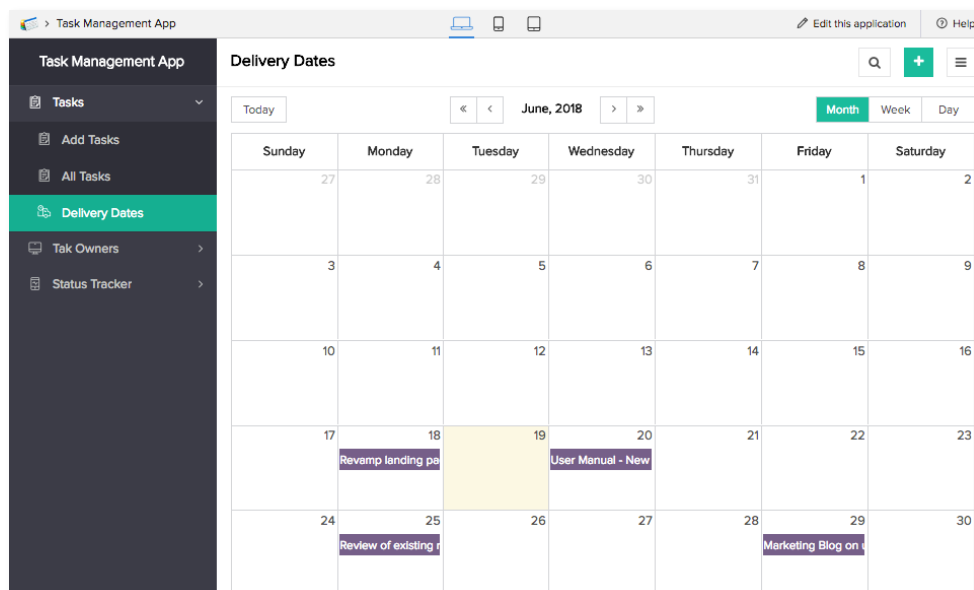 Task Management App
Edit this application
Help
Task Management App
Tasks
Add Tasks
All Tasks
Delivery Dates
Tak Owners
Status Tracker
Delivery Dates
Today
« < June, 2018 > »
Month Week Day
Sunday Monday Tuesday Wednesday Thursday Friday Saturday
27 28 29 30 31 1 2
3 4 5 6 7 8 9
10 11 12 13 14 15 16
17 18 19 20 21 22 23
Revamp landing pa User Manual - New
24 25 26 27 28 29 30
Review of existing Marketing Blog on